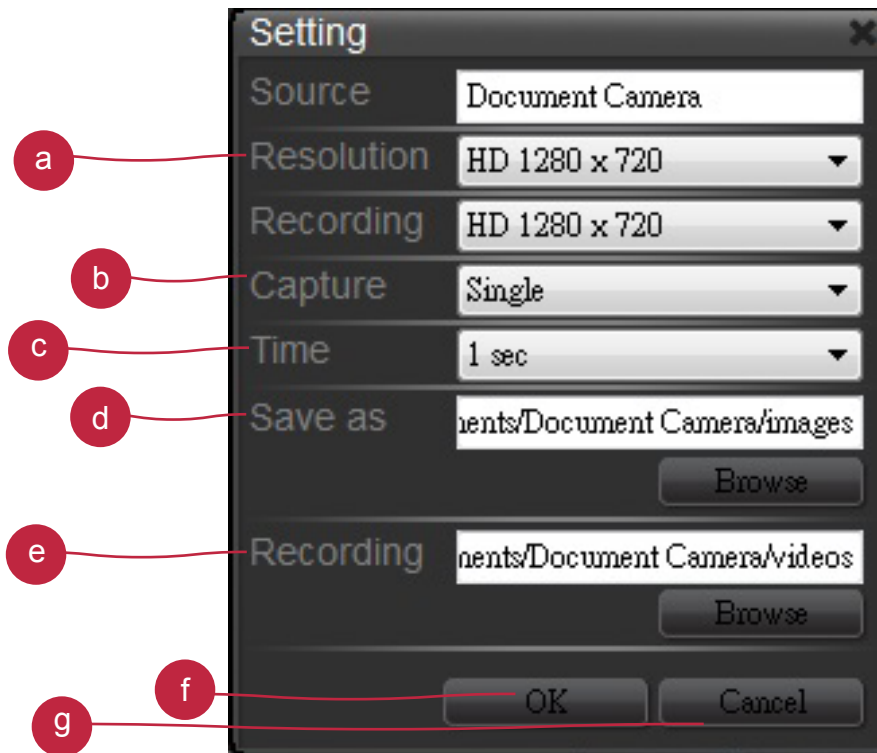 Setting
Source Document Camera
a Resolution HD 1280 x 720
Recording HD 1280 x 720
b Capture Single
c Time 1 sec
d Save as nents/Document Camera/images
Browse
e Recording nents/Document Camera/videos
Browse
f OK Cancel
g